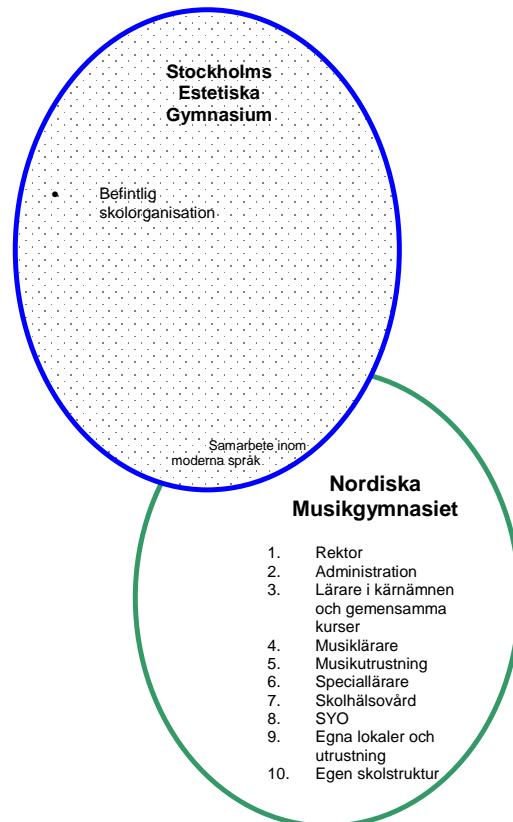 Stockholms
Estetiska
Gymnasium
• Befintlig
skolorganisation
Samarbete inom
moderna språk
Nordiska
Musikgymnasiet
1. Rektor
2. Administration
3. Lärare i kärnämnen
och gemensamma
kurser
4. Musiklärare
5. Musikutrustning
6. Speciallärare
7. Skolhälsovård
8. SYO
9. Egna lokaler och
utrustning
10. Egen skolstruktur